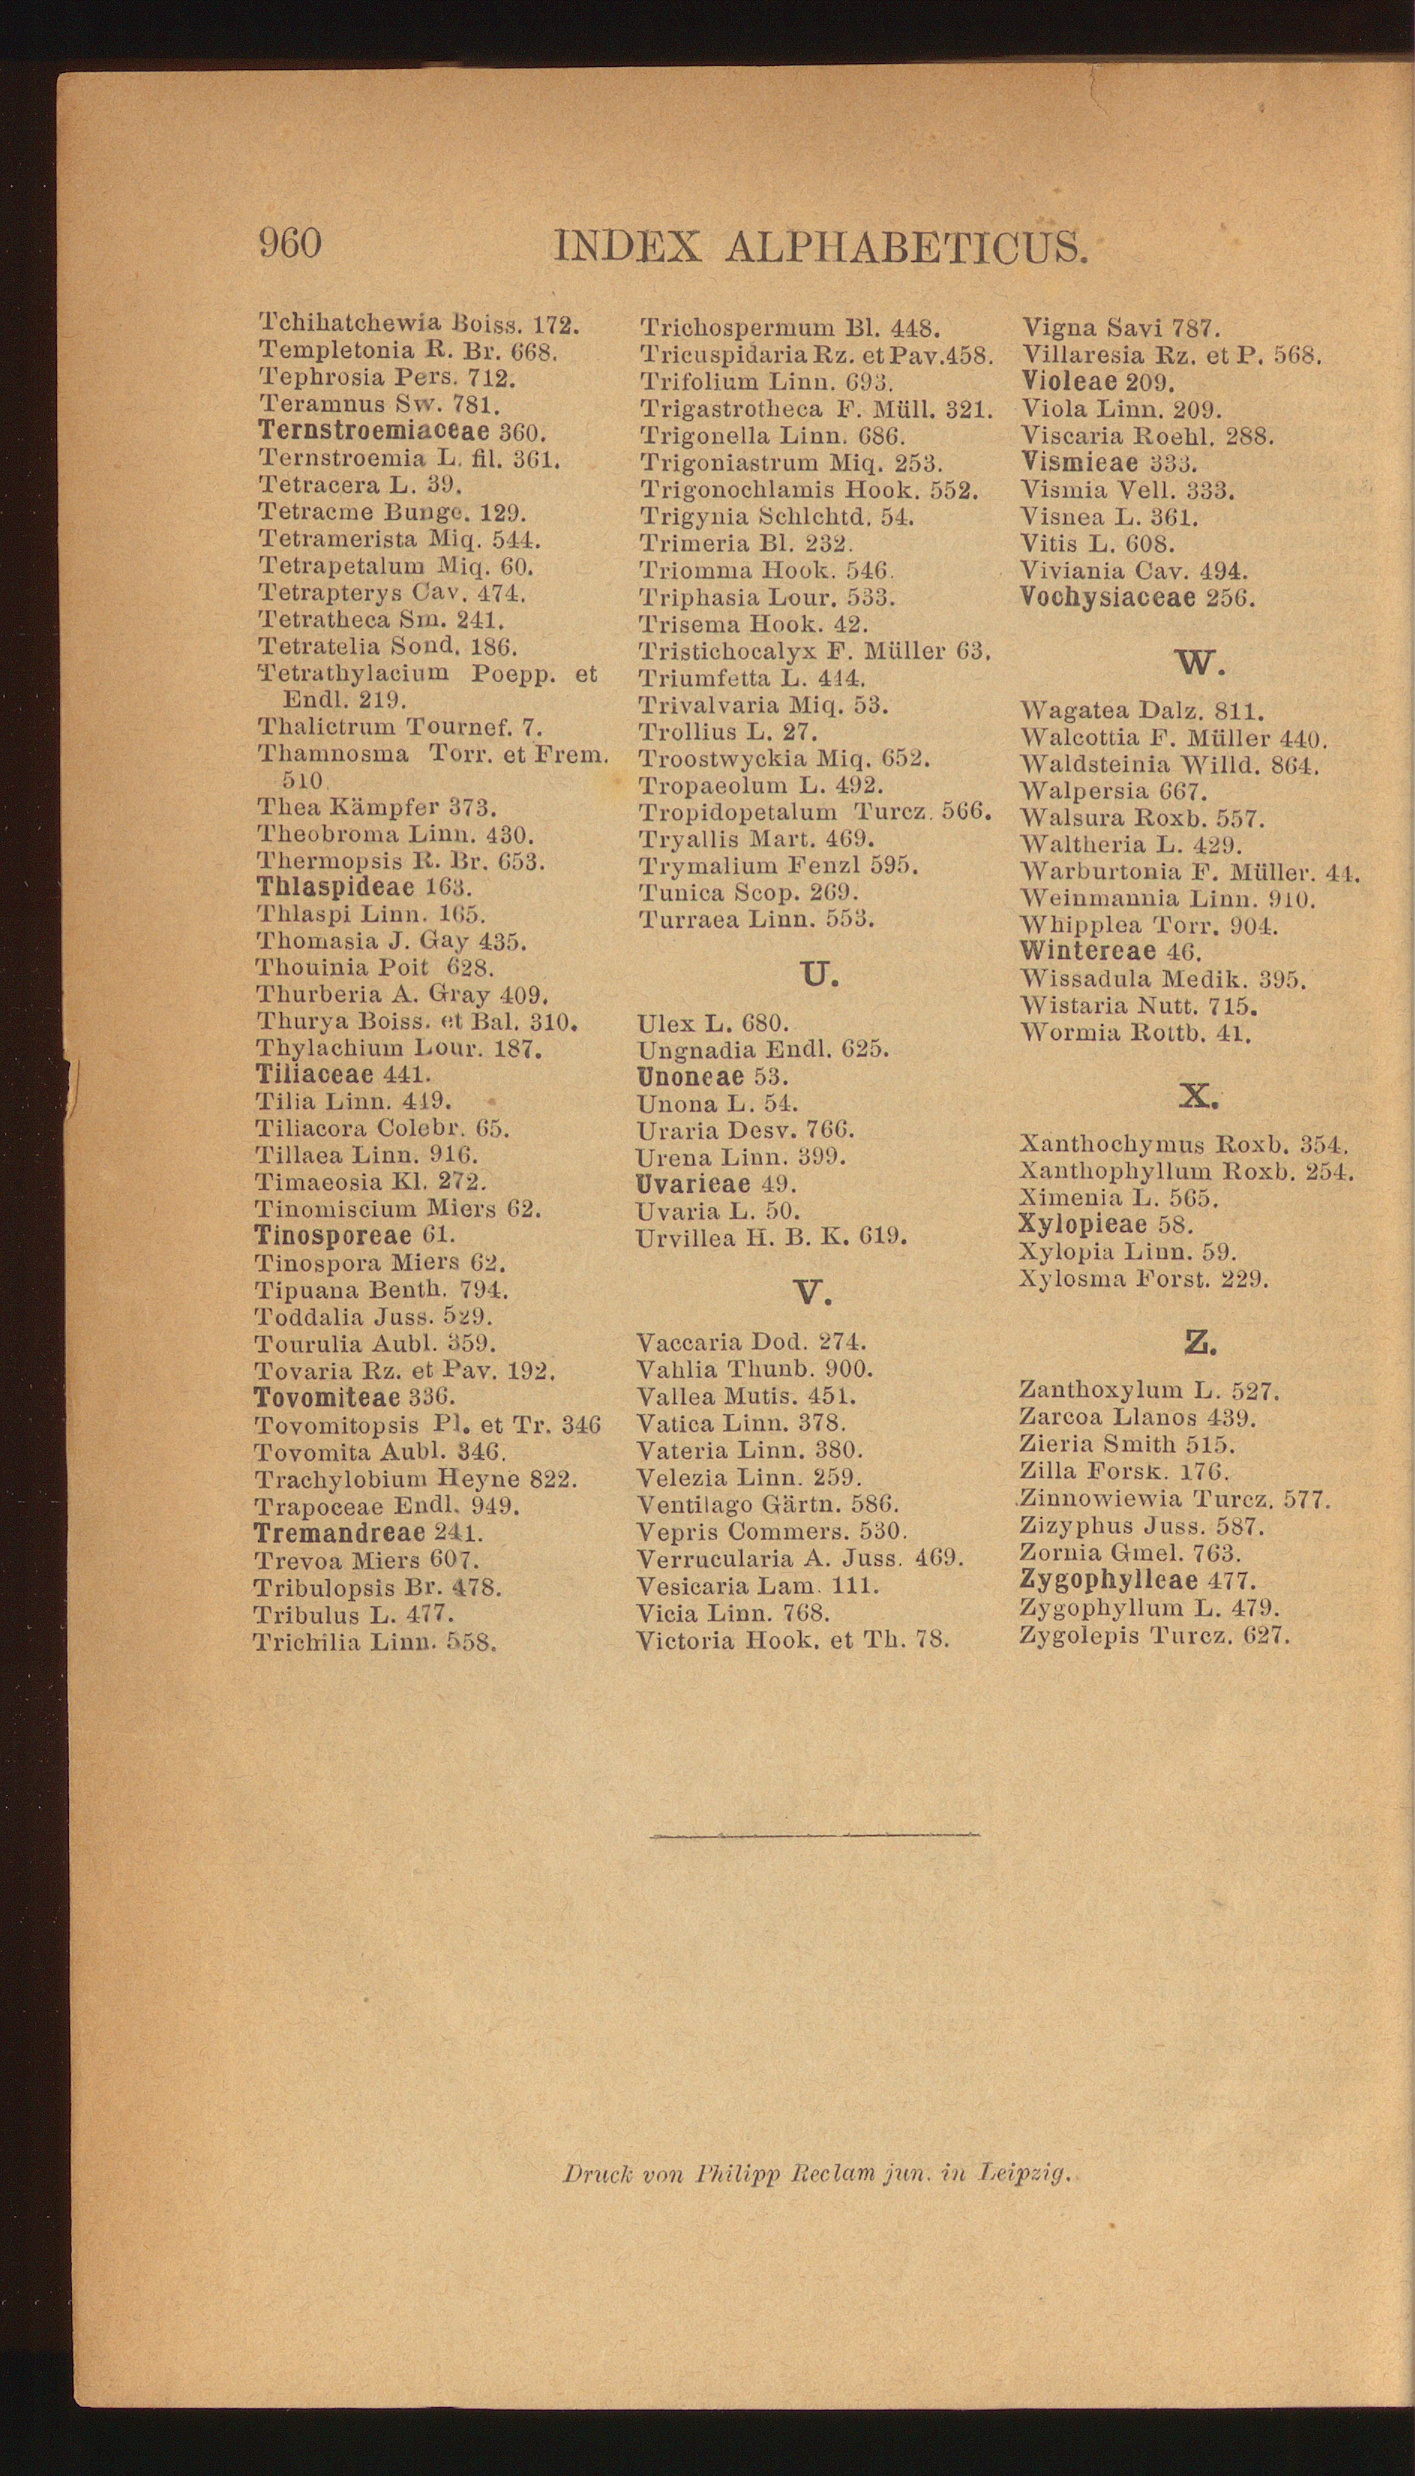 960 INDEX ALPHABETICUS.
Tchihatchewia Boiss. 172.
Templetonia R. Br. 668.
Tephrosia Pers. 712.
Teramnus Sw. 781.
Ternstroemiaceae 360.
Ternstroemia L. fil. 361.
Tetracera L. 39.
Tetracme Bunge. 129.
Tetramerista Miq. 544.
Tetrapetalum Miq. 60.
Tetrapterys Cav. 474.
Tetratheca Sm. 241.
Tetratelia Sond. 186.
Tetrathylacium Poepp. et
Endl. 219.
Thalictrum Tournef. 7.
Thamnosma Torr. et Frem.
510.
Thea Kämpfer 373.
Theobroma Linn. 430.
Thermopsis R. Br. 653.
Thlaspideae 163.
Thlaspi Linn. 165.
Thomasia J. Gay 435.
Thouinia Poit 628.
Thurberia A. Gray 409.
Thurya Boiss. et Bal. 310.
Thylachium Lour. 187.
Tiliaceae 441.
Tilia Linn. 449.
Tiliacora Colebr. 65.
Tillaea Linn. 916.
Timaeosia Kl. 272.
Tinomiscium Miers 62.
Tinosporeae 61.
Tinospora Miers 62.
Tipuana Benth. 794.
Toddalia Juss. 529.
Tourulia Aubl. 359.
Tovaria Rz. et Pav. 192.
Tovomiteae 336.
Tovomitopsis Pl. et Tr. 346
Tovomita Aubl. 346.
Trachylobium Heyne 822.
Trapoceae Endl. 949.
Tremandreae 241.
Trevoa Miers 607.
Tribulopsis Br. 478.
Tribulus L. 477.
Trichilia Linn. 558.
Trichospermum Bl. 448.
Tricuspidaria Rz. et Pav.458.
Trifolium Linn. 693.
Trigastrotheca F. Müll. 321.
Trigonella Linn. 686.
Trigoniastrum Miq. 253.
Trigonochlamis Hook. 552.
Trigynia Schlchtd. 54.
Trimeria Bl. 232.
Triomma Hook. 546.
Triphasia Lour. 533.
Trisema Hook. 42.
Tristichocalyx F. Müller 63.
Triumfetta L. 444.
Trivalvaria Miq. 53.
Trollius L. 27.
Troostwyckia Miq. 652.
Tropaeolum L. 492.
Tropidopetalum Turcz. 566.
Tryallis Mart. 469.
Trymalium Fenzl 595.
Tunica Scop. 269.
Turraea Linn. 553.
U.
Ulex L. 680.
Ungnadia Endl. 625.
Unoneae 53.
Unona L. 54.
Uraria Desv. 766.
Urena Linn. 399.
Uvarieae 49.
Uvaria L. 50.
Urvillea H. B. K. 619.
V.
Vaccaria Dod. 274.
Vahlia Thunb. 900.
Vallea Mutis. 451.
Vatica Linn. 378.
Vateria Linn. 380.
Velezia Linn. 259.
Ventilago Gärtn. 586.
Vepris Commers. 530.
Verrucularia A. Juss. 469.
Vesicaria Lam. 111.
Vicia Linn. 768.
Victoria Hook. et Th. 78.
Vigna Savi 787.
Villaresia Rz. et P. 568.
Violeae 209.
Viola Linn. 209.
Viscaria Roehl. 288.
Vismieae 333.
Vismia Vell. 333.
Visnea L. 361.
Vitis L. 608.
Viviania Cav. 494.
Vochysiaceae 256.
W.
Wagatea Dalz. 811.
Walcottia F. Müller 440.
Waldsteinia Willd. 864.
Walpersia 667.
Walsura Roxb. 557.
Waltheria L. 429.
Warburtonia F. Müller. 44.
Weinmannia Linn. 910.
Whipplea Torr. 904.
Wintereae 46.
Wissadula Medik. 395.
Wistaria Nutt. 715.
Wormia Rottb. 41.
X.
Xanthochymus Roxb. 354.
Xanthophyllum Roxb. 254.
Ximenia L. 565.
Xylopieae 58.
Xylopia Linn. 59.
Xylosma Forst. 229.
Z.
Zanthoxylum L. 527.
Zarcoa Llanos 439.
Zieria Smith 515.
Zilla Forsk. 176.
Zinnowiewia Turcz. 577.
Zizyphus Juss. 587.
Zornia Gmel. 763.
Zygophylleae 477.
Zygophyllum L. 479.
Zygolepis Turcz. 627.
Druck von Philipp Reclam jun. in Leipzig.